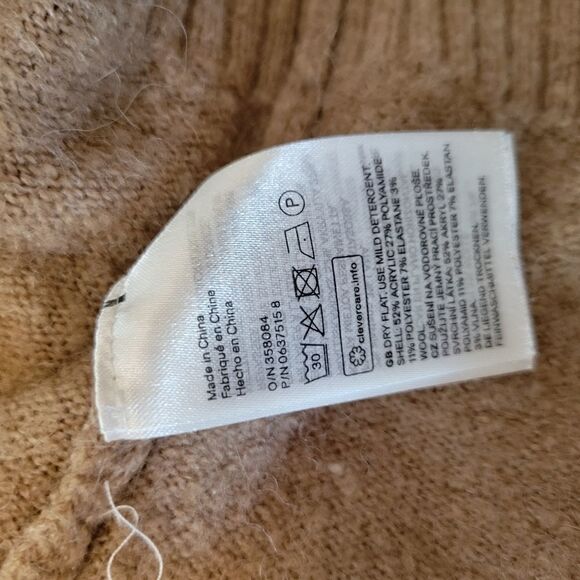 Made in China
Fabriqué en Chine
Hecho en China
O/N 358084
P/N 0637515 8
30
P
clevercare.info
GB DRY FLAT. USE MILD DETERGENT.
SHELL: 52% ACRYLIC 27% POLYAMIDE
11% POLYESTER 7% ELASTANE 3%
WOOL
CZ SUŠENÍ NA VODOROVNÉ PLOŠE.
POUŽIJTE JEMNÝ PRACÍ PROSTŘEDEK.
SVRCHNÍ LÁTKA: 52% AKRYL 27%
POLYAMID 11% POLYESTER 7% ELASTAN
3% VLNA
DE LIEGEND TROCKNEN.
FEINWASCHMITTEL VERWENDEN.